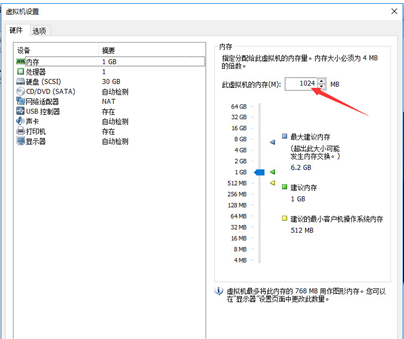 虚拟机设置
硬件 选项
设备 摘要
内存 1 GB
处理器 1
硬盘 (SCSI) 30 GB
CD/DVD (SATA) 自动检测
网络适配器 NAT
USB 控制器 存在
声卡 自动检测
打印机 存在
显示器 自动检测
内存
指定分配给此虚拟机的内存量。内存大小必须为 4 MB
的倍数。
此虚拟机的内存(M): 1024 MB
64 GB
32 GB
16 GB
8 GB
4 GB
2 GB
1 GB
512 MB
256 MB
128 MB
64 MB
32 MB
16 MB
8 MB
4 MB
最大建议内存
(超出此大小可能
发生内存交换。)
6.2 GB
建议内存
1 GB
建议的最小客户机操作系统内存
512 MB
虚拟机最多将此内存的 768 MB 用作图形内存。您可以
在"显示器"设置页面中更改此数量。